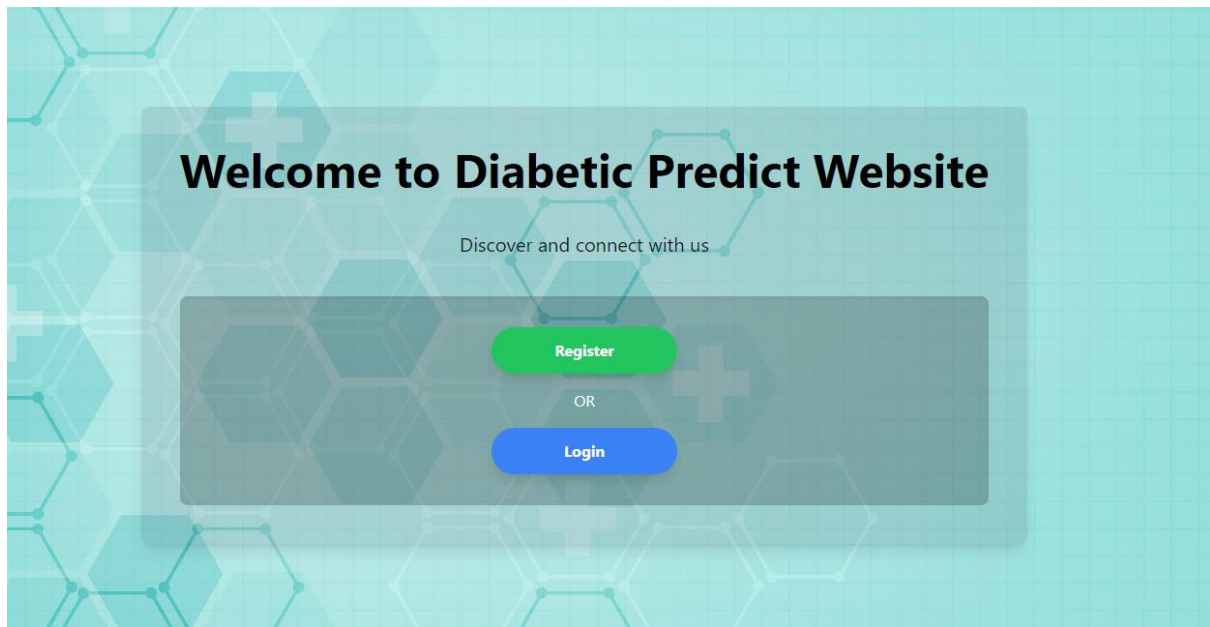 Welcome to Diabetic Predict Website
Discover and connect with us
Register
OR
Login